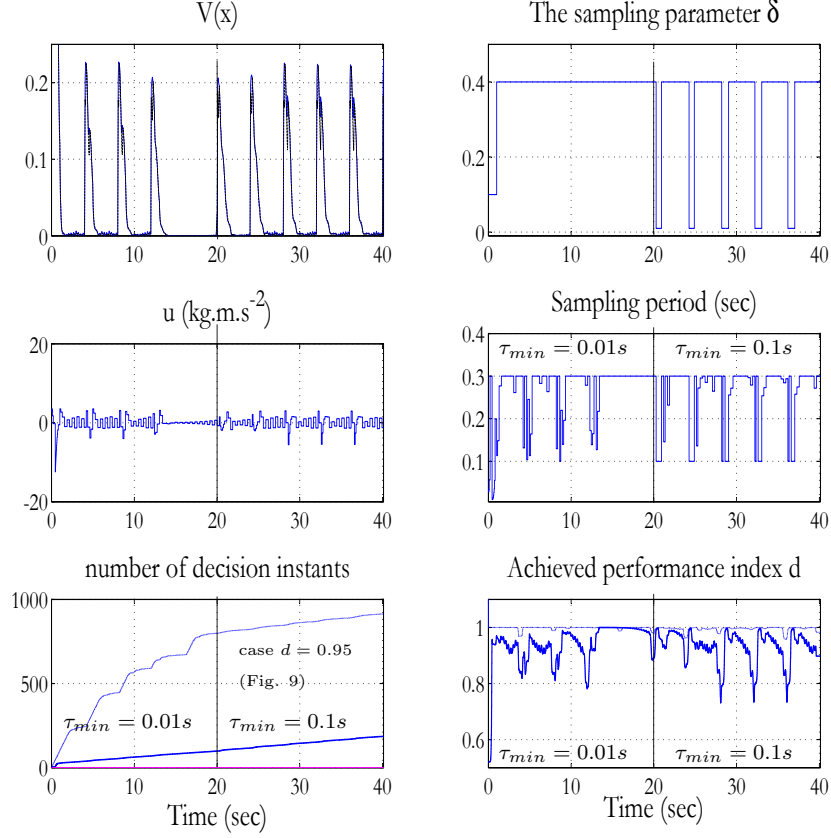 V(x)
0.2
0.1
0
0 10 20 30 40
The sampling parameter δ
0.4
0.2
0
0 10 20 30 40
u (kg.m.s⁻²)
20
0
-20
0 10 20 30 40
Sampling period (sec)
τmin = 0.01s τmin = 0.1s
0.4
0.3
0.2
0.1
0 10 20 30 40
number of decision instants
1000
500
0
case d = 0.95
(Fig. 9)
τmin = 0.01s τmin = 0.1s
0 10 20 30 40
Time (sec)
Achieved performance index d
1
0.8
0.6
τmin = 0.01s τmin = 0.1s
0 10 20 30 40
Time (sec)